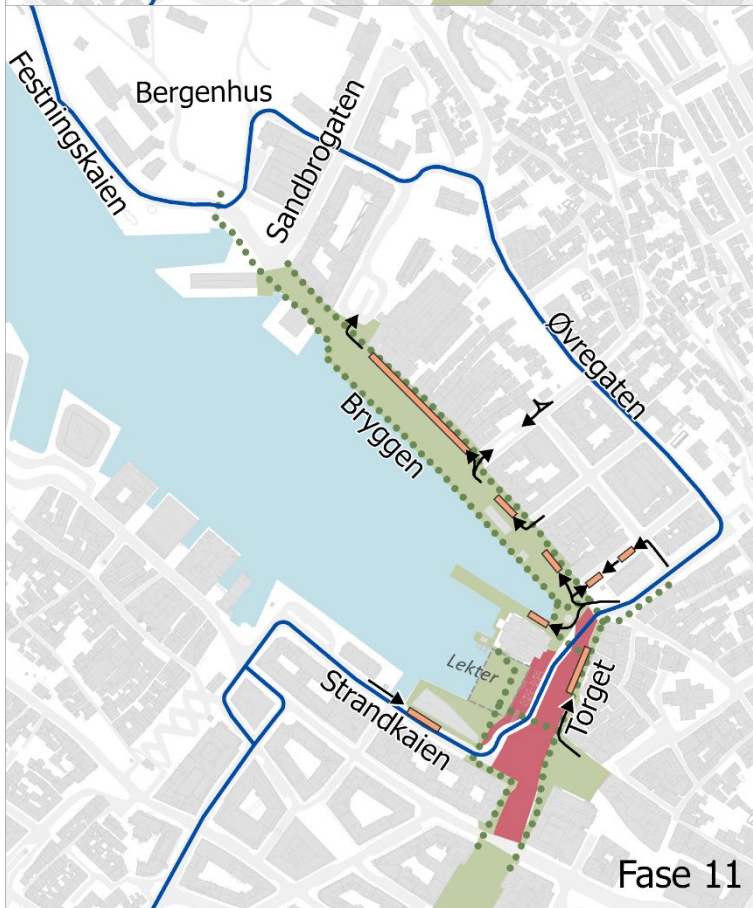 Bergenhus
Festningskaien
Sandbrogaten
Øvregaten
Bryggen
Lekter
Strandkaien
Torget
Fase 11